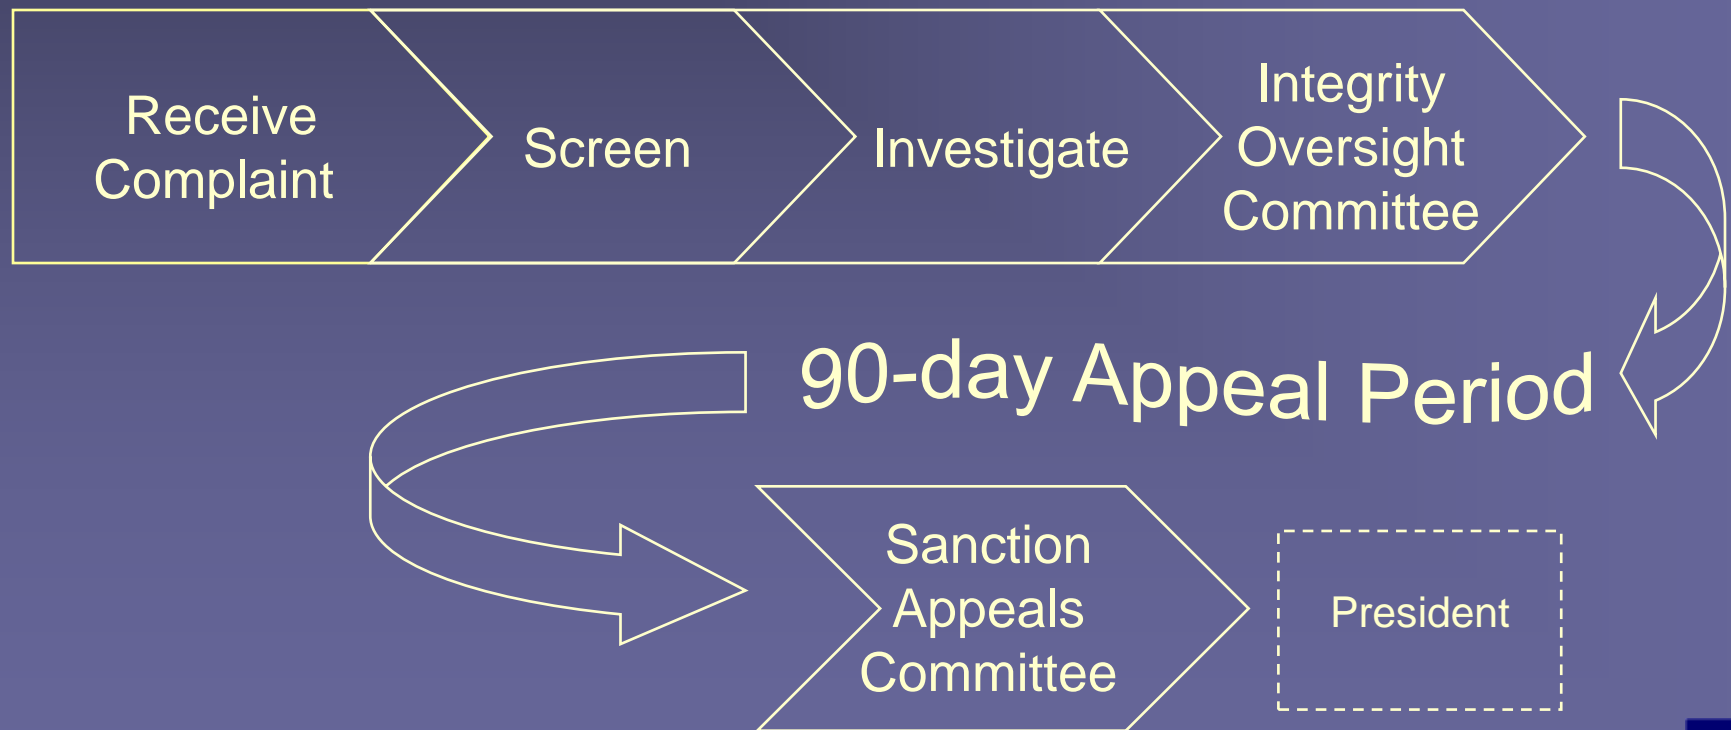 Receive
Complaint
Screen
Investigate
Integrity
Oversight
Committee
90-day Appeal Period
Sanction
Appeals
Committee
President